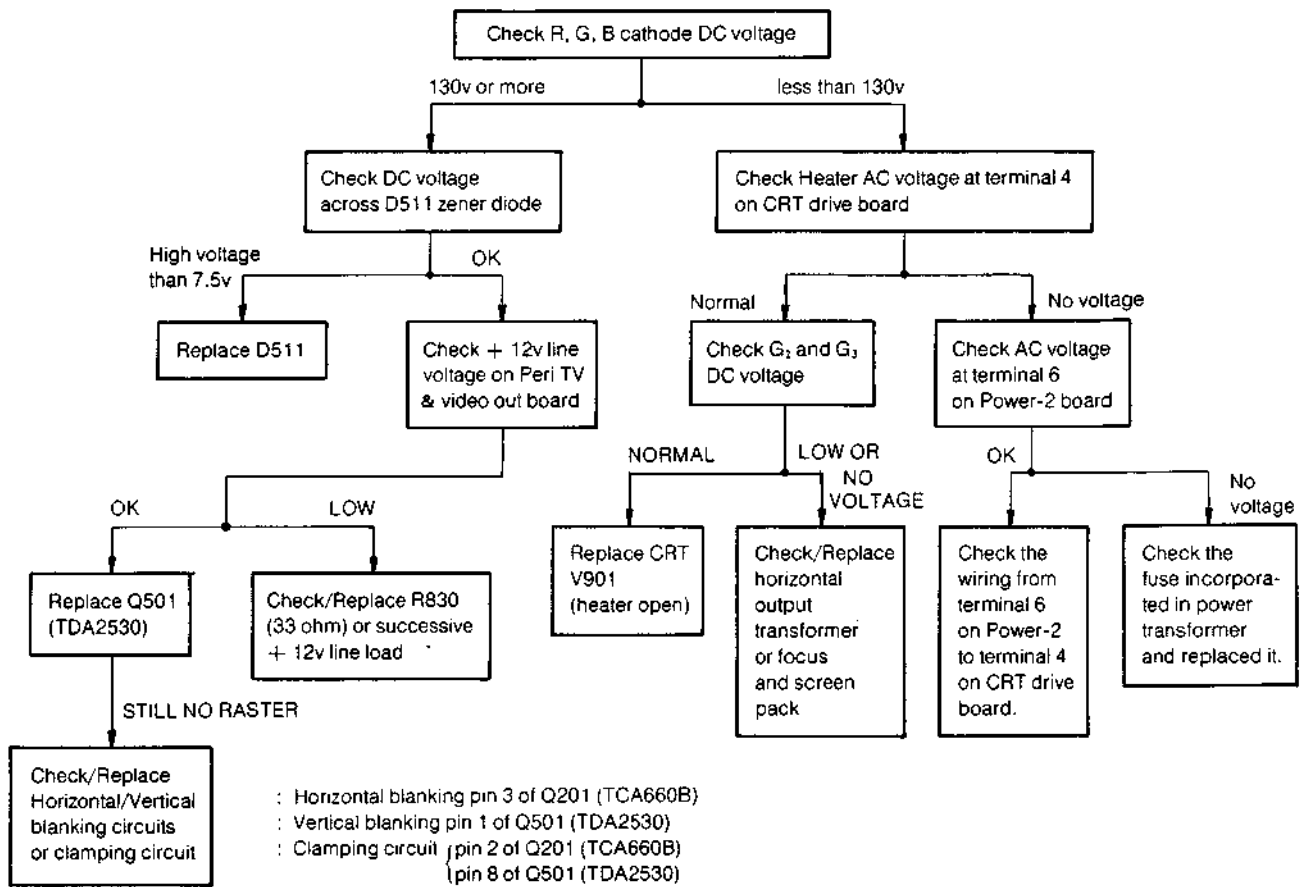 Check R, G, B cathode DC voltage
130v or more
less than 130v
Check DC voltage
across D511 zener diode
Check Heater AC voltage at terminal 4
on CRT drive board
High voltage
than 7.5v
OK
Normal
No voltage
Replace D511
Check + 12v line
voltage on Peri TV
& video out board
Check G₂ and G₃
DC voltage
Check AC voltage
at terminal 6
on Power-2 board
OK
LOW
NORMAL
LOW OR
NO
VOLTAGE
OK
No
voltage
Replace Q501
(TDA2530)
Check/Replace R830
(33 ohm) or successive
+ 12v line load
Replace CRT
V901
(heater open)
Check/Replace
horizontal
output
transformer
or focus
and screen
pack
Check the
wiring from
terminal 6
on Power-2
to terminal 4
on CRT drive
board.
Check the
fuse incorpora-
ted in power
transformer
and replaced it.
STILL NO RASTER
Check/Replace
Horizontal/Vertical
blanking circuits
or clamping circuit
: Horizontal blanking pin 3 of Q201 (TCA660B)
: Vertical blanking pin 1 of Q501 (TDA2530)
: Clamping circuit { pin 2 of Q201 (TCA660B)
pin 8 of Q501 (TDA2530)